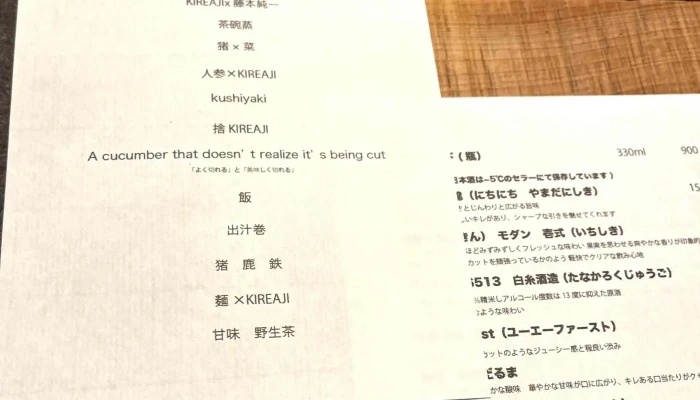 KIREAJI× 藤本純一
茶碗蒸
猪 × 菜
人参×KIREAJI
kushiyaki
捨 KIREAJI
A cucumber that doesn't realize it's being cut
「よく切れる」と「美味しく切れる」
飯
出汁巻
猪 鹿 鉄
麺 ×KIREAJI
甘味 野生茶
(瓶) 330ml 900
本酒は−5℃のセラーにて保存しています)
(にちにち やまだにしき)
とじんわりと広がる旨味
いキレがあり、シャープな引きを魅せてくれます
ん) モダン 壱式(いちしき)
ほどみずみずしくフレッシュな味わい 果実を思わせる爽やかな香りが印象的
カットを頬張っているかのよう 軽快でクリアな飲み心地
513 白糸酒造(たなかろくじゅうご)
精米しアルコール度数は 13 度に抑えた原酒
ような味わい
st(ユーエーファースト)
カットのようなジューシー感と程良い渋み
だるま
かな酸味 華やかな甘味が口に広がり、キレある口当たりが